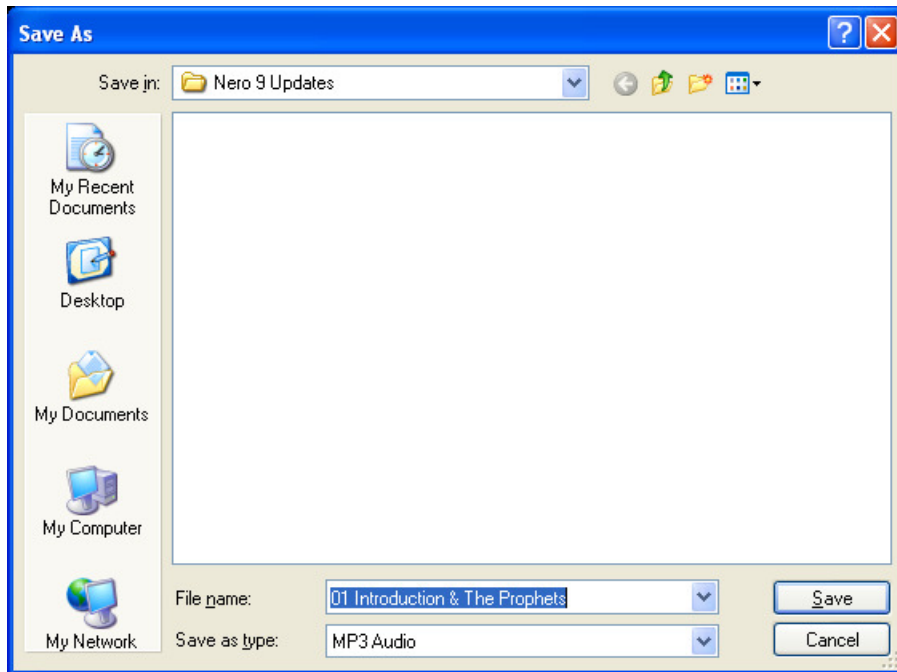 Save As
Save in: Nero 9 Updates
My Recent
Documents
Desktop
My Documents
My Computer
My Network
File name: 01 Introduction & The Prophets Save
Save as type: MP3 Audio Cancel